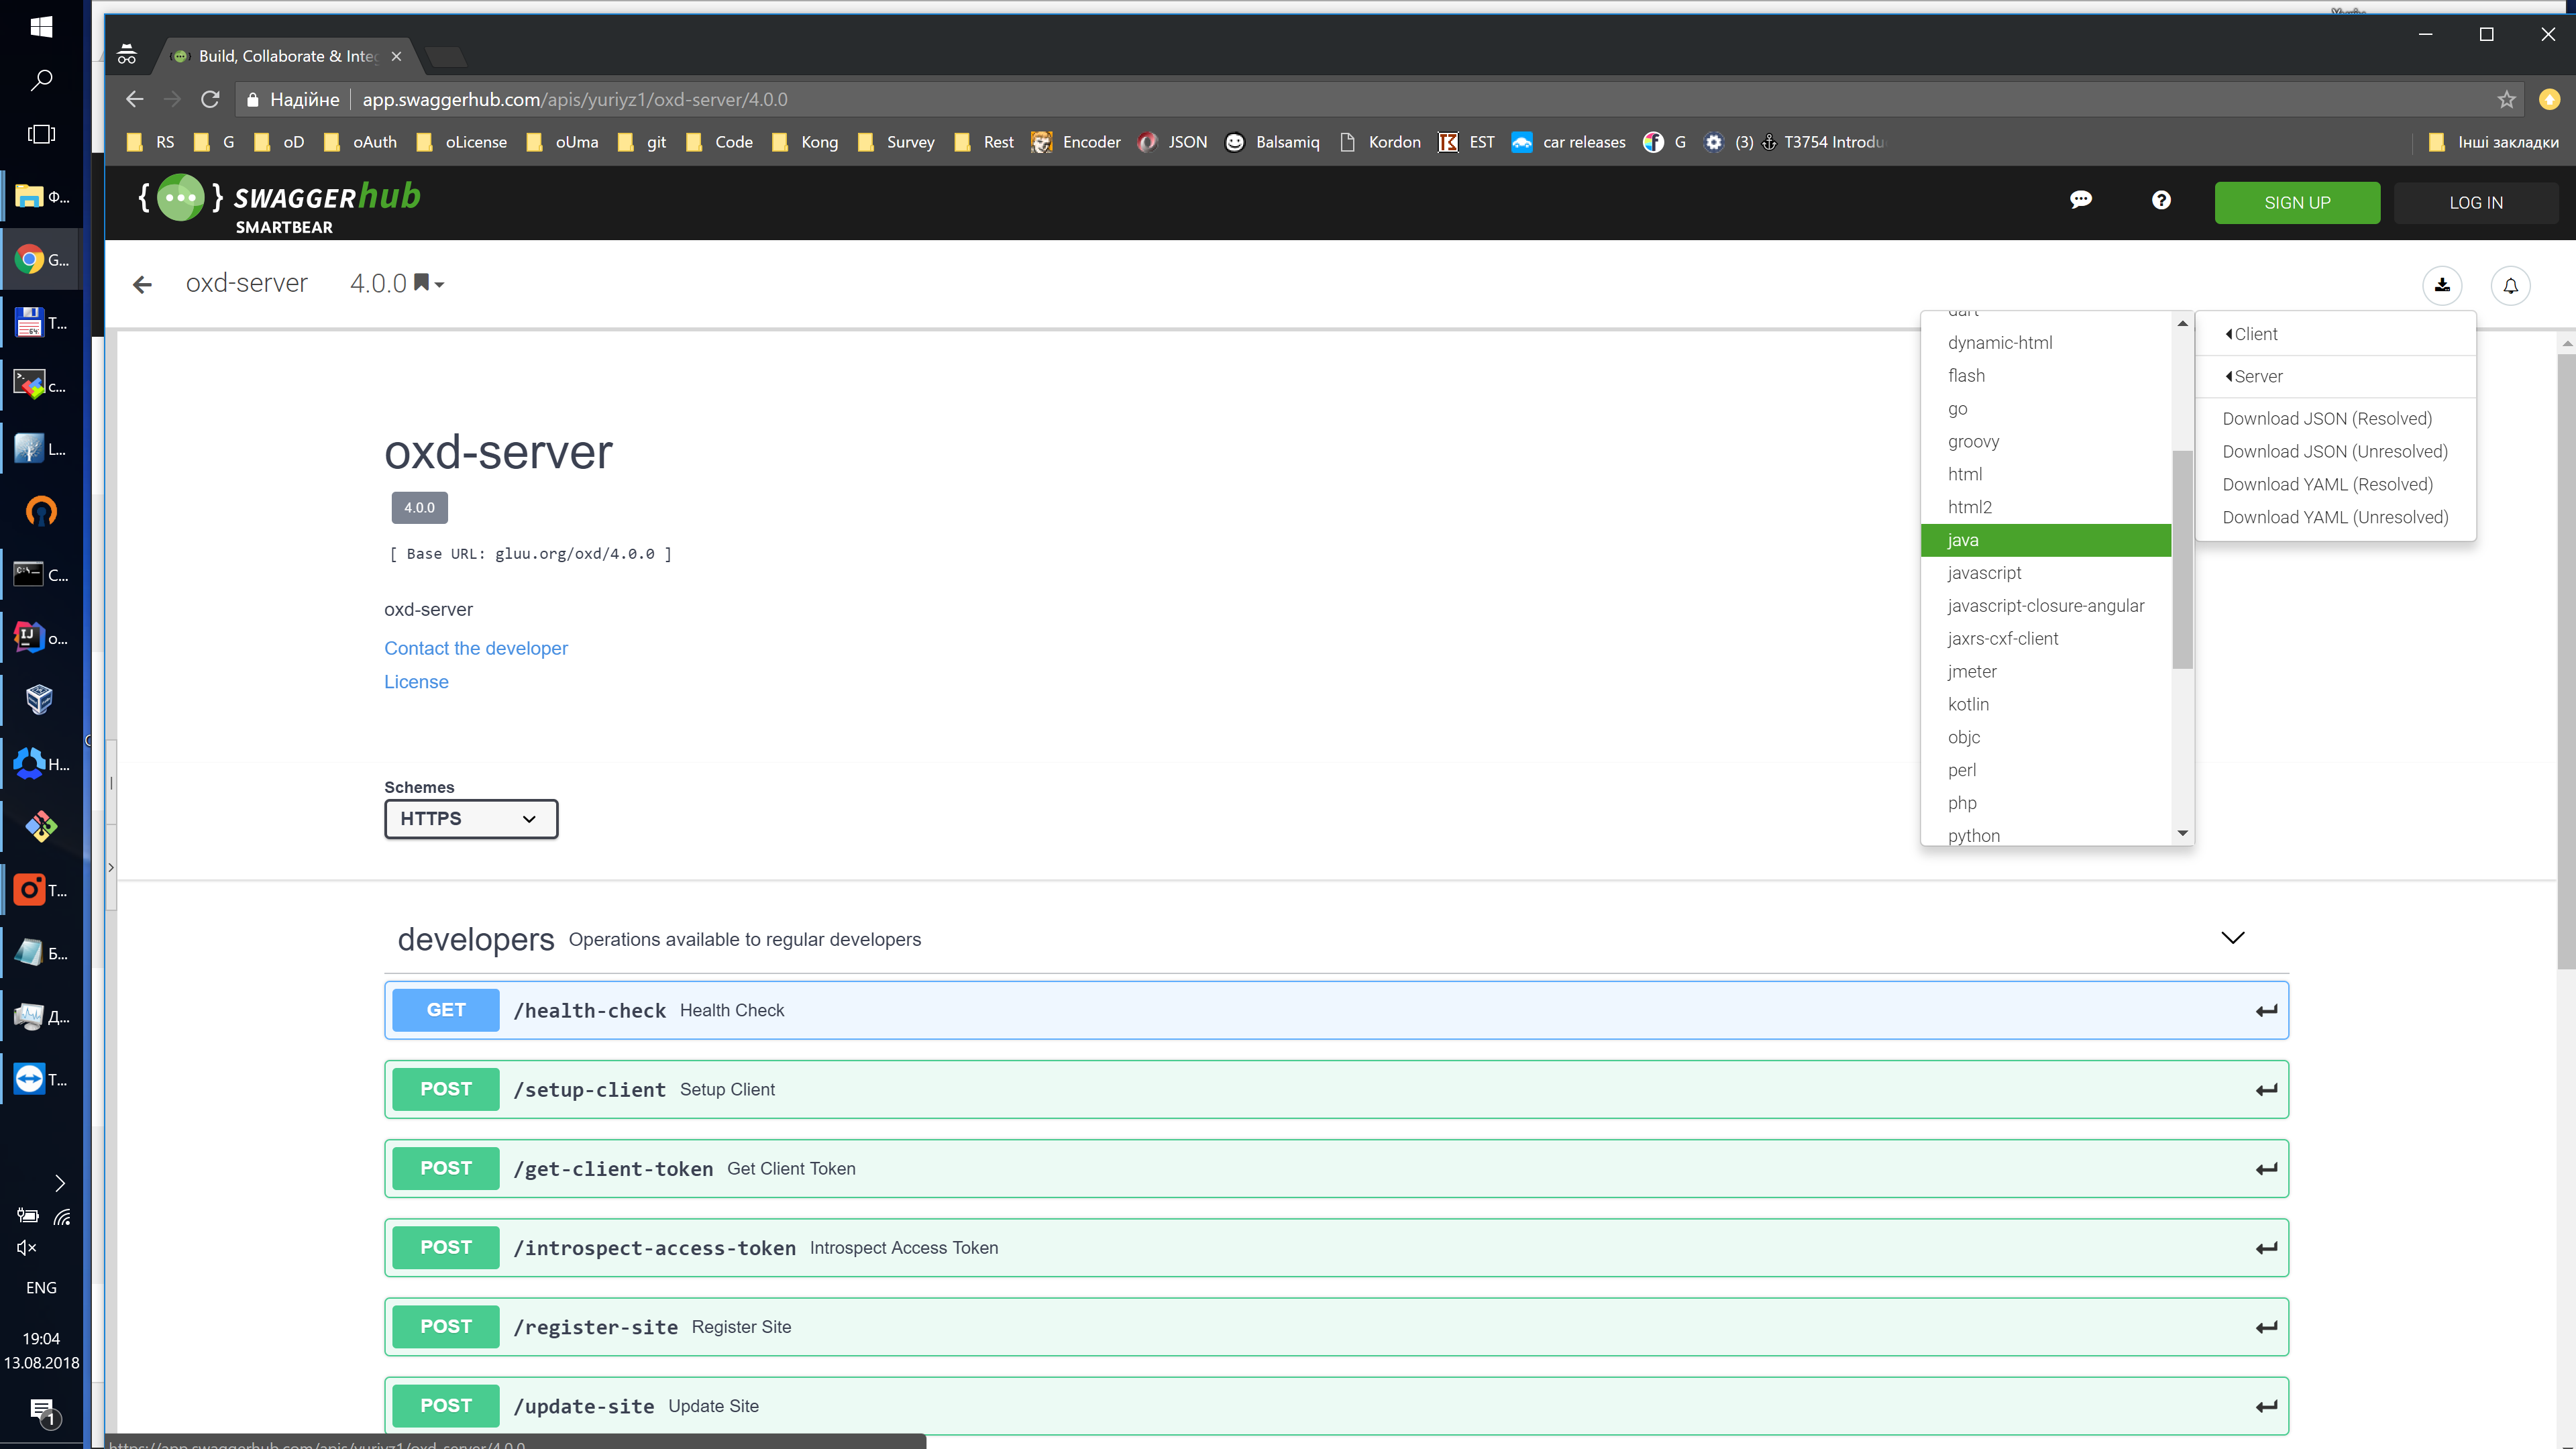 Build, Collaborate & Integ
Надійне
app.swaggerhub.com/apis/yuriyz1/oxd-server/4.0.0
RS G oD oAuth oLicense oUma git Code Kong Survey Rest Encoder JSON Balsamiq Kordon EST car releases G (3) T3754 Introdu Інші закладки
{ ... } SWAGGERhub
SMARTBEAR
SIGN UP
LOG IN
oxd-server 4.0.0
Client
Server
Download JSON (Resolved)
Download JSON (Unresolved)
Download YAML (Resolved)
Download YAML (Unresolved)
dart
dynamic-html
flash
go
groovy
html
html2
java
javascript
javascript-closure-angular
jaxrs-cxf-client
jmeter
kotlin
objc
perl
php
python
oxd-server
4.0.0
[ Base URL: gluu.org/oxd/4.0.0 ]
oxd-server
Contact the developer
License
Schemes
HTTPS
developers Operations available to regular developers
GET /health-check Health Check
POST /setup-client Setup Client
POST /get-client-token Get Client Token
POST /introspect-access-token Introspect Access Token
POST /register-site Register Site
POST /update-site Update Site
https://app.swaggerhub.com/apis/yuriyz1/oxd-server/4.0.0
Ф...
G...
T...
c...
L...
C...
o...
H...
T...
Б...
Д...
T...
ENG
19:04
13.08.2018
1